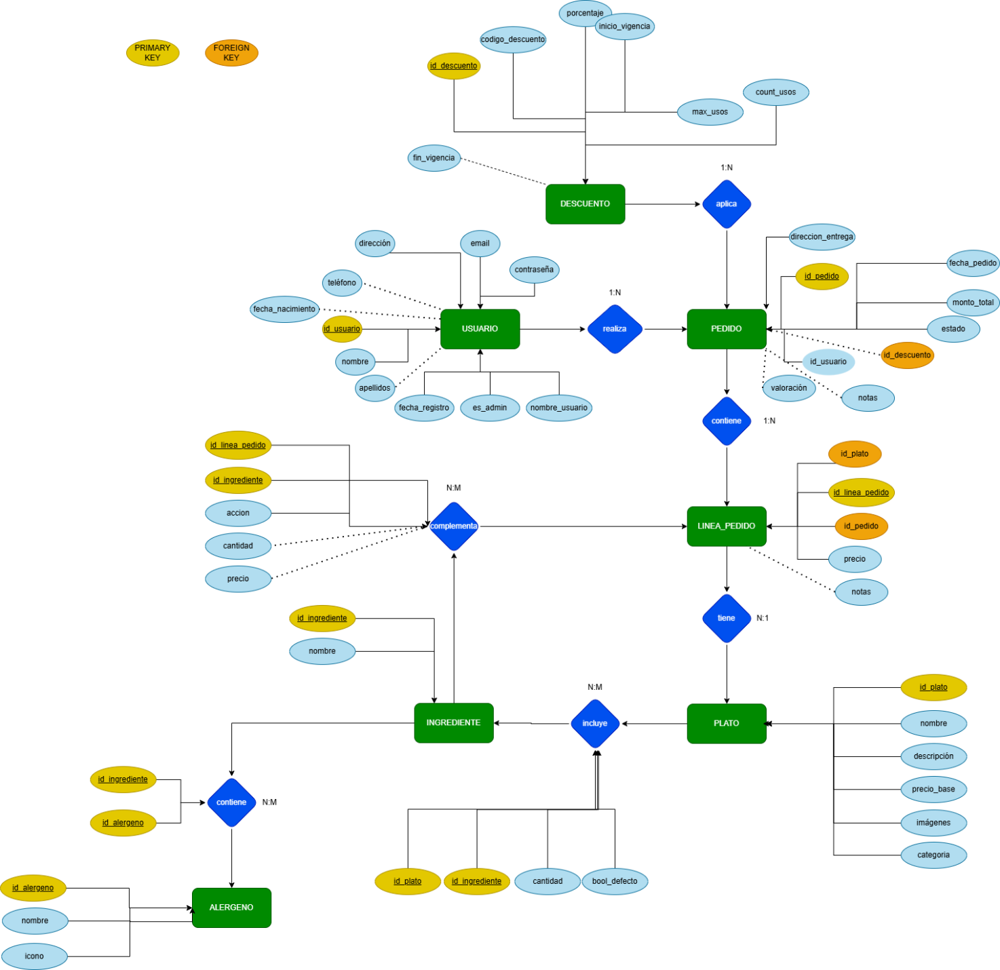 porcentaje
inicio_vigencia
codigo_descuento
PRIMARY
KEY
FOREIGN
KEY
id_descuento
count_usos
max_usos
fin_vigencia
1:N
DESCUENTO
aplica
direccion_entrega
dirección
email
fecha_pedido
contraseña
id_pedido
teléfono
1:N
monto_total
fecha_nacimiento
id_usuario
USUARIO
realiza
PEDIDO
estado
id_descuento
nombre
id_usuario
apellidos
valoración
notas
fecha_registro
es_admin
nombre_usuario
contiene
1:N
id_linea_pedido
id_plato
id_ingrediente
N:M
id_linea_pedido
accion
complementa
LINEA_PEDIDO
id_pedido
cantidad
precio
precio
notas
id_ingrediente
tiene
N:1
nombre
N:M
id_plato
INGREDIENTE
incluye
PLATO
nombre
descripción
id_ingrediente
precio_base
contiene
N:M
id_alergeno
imágenes
categoria
id_plato
id_ingrediente
cantidad
bool_defecto
id_alergeno
ALERGENO
nombre
icono